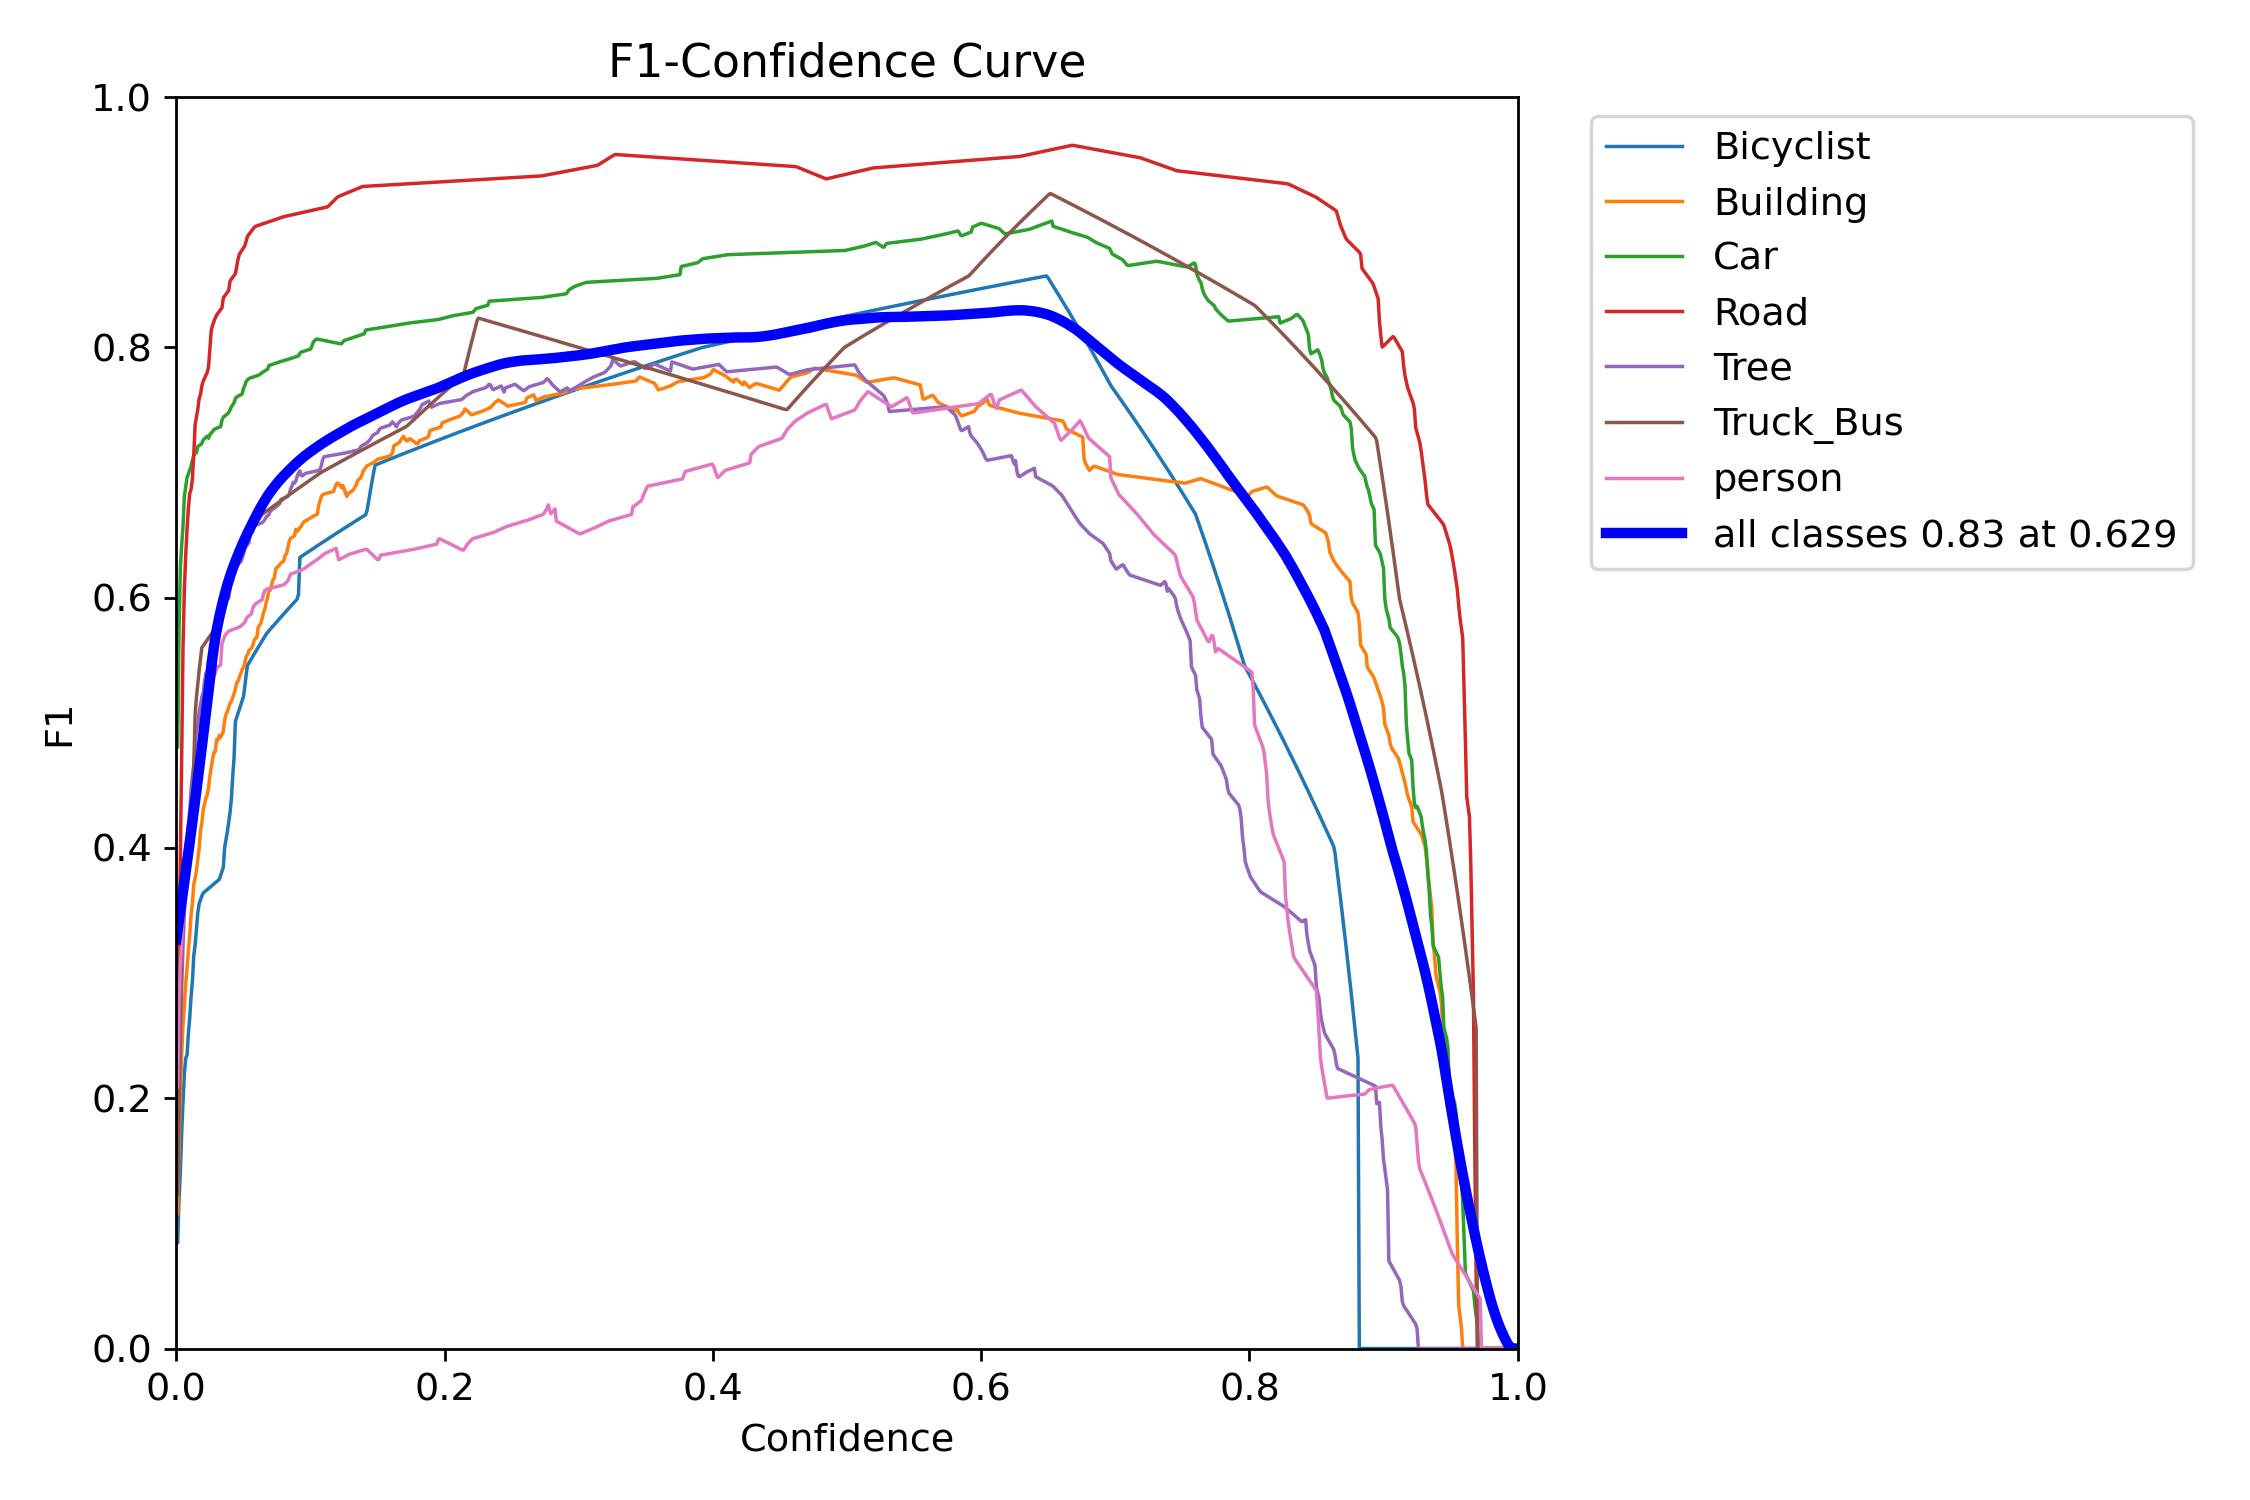 F1-Confidence Curve
1.0
0.8
0.6
0.4
0.2
0.0
F1
0.0 0.2 0.4 0.6 0.8 1.0
Confidence
Bicyclist
Building
Car
Road
Tree
Truck_Bus
person
all classes 0.83 at 0.629